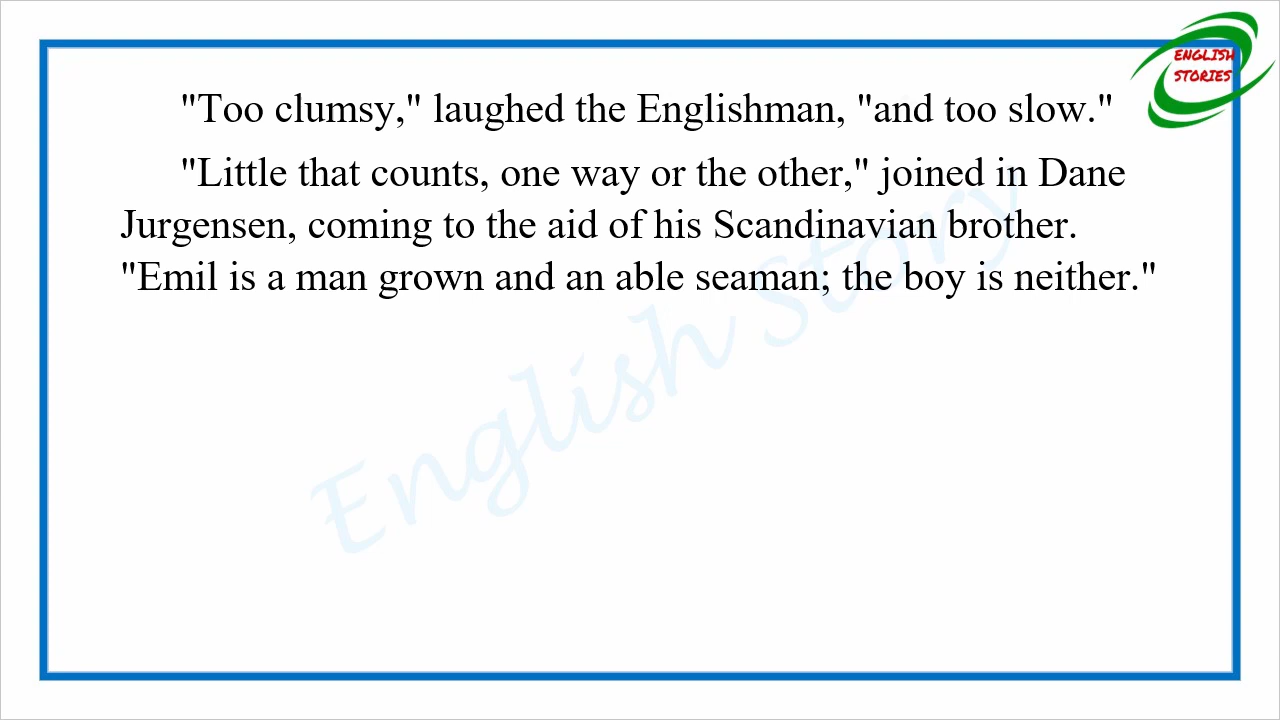 ENGLISH
STORIES
"Too clumsy," laughed the Englishman, "and too slow."
"Little that counts, one way or the other," joined in Dane
Jurgensen, coming to the aid of his Scandinavian brother.
"Emil is a man grown and an able seaman; the boy is neither."
English Story